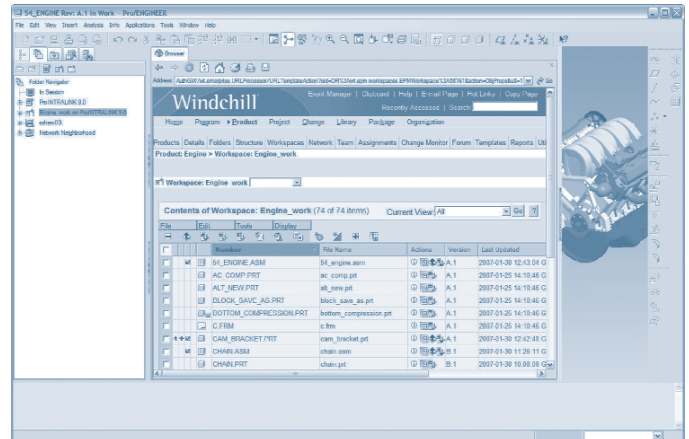 54_ENGINE Rev: A.1 in Work - Pro/ENGINEER
File Edit View Insert Analysis Info Applications Tools Window Help
Browser
Folder Navigator
In Session
Pro/INTRALINK 8.0
Engine_work on Pro/INTRALINK
Network Neighborhood
Address
Go
Windchill
Event Manager | Clipboard | Help | E-mail Page | Hot Links | Copy Page
Recently Accessed | Search:
Home Program Product Project Change Library Package Organization
Products Details Folders Structure Workspaces Network Team Assignments Change Monitor Forum Templates Reports Uti
Product: Engine > Workspace: Engine_work
Workspace: Engine_work
Contents of Workspace: Engine_work (74 of 74 items) Current View: All Go ?
File Edit Tools Display
Number File Name Actions Version Last Updated
54_ENGINE.ASM 54_engine.asm A.1 2007-01-30 12:43:04 G
AC_COMP.PRT ac_comp.prt A.1 2007-01-25 14:10:48 G
ALT_NEW.PRT alt_new.prt A.1 2007-01-25 14:10:46 G
BLOCK_SAVE_AS.PRT block_save_as.prt A.1 2007-01-25 14:10:46 G
BOTTOM_COMPRESSION.PRT bottom_compression.prt A.1 2007-01-25 14:10:46 G
C.FRM c.frm A.1 2007-01-25 14:10:46 G
CAM_BRACKET.PRT cam_bracket.prt A.1 2007-01-30 12:42:48 G
CHAIN.ASM chain.asm B.1 2007-01-30 11:26:11 G
CHAIN.PRT chain.prt B.1 2007-01-30 10:08:08 G